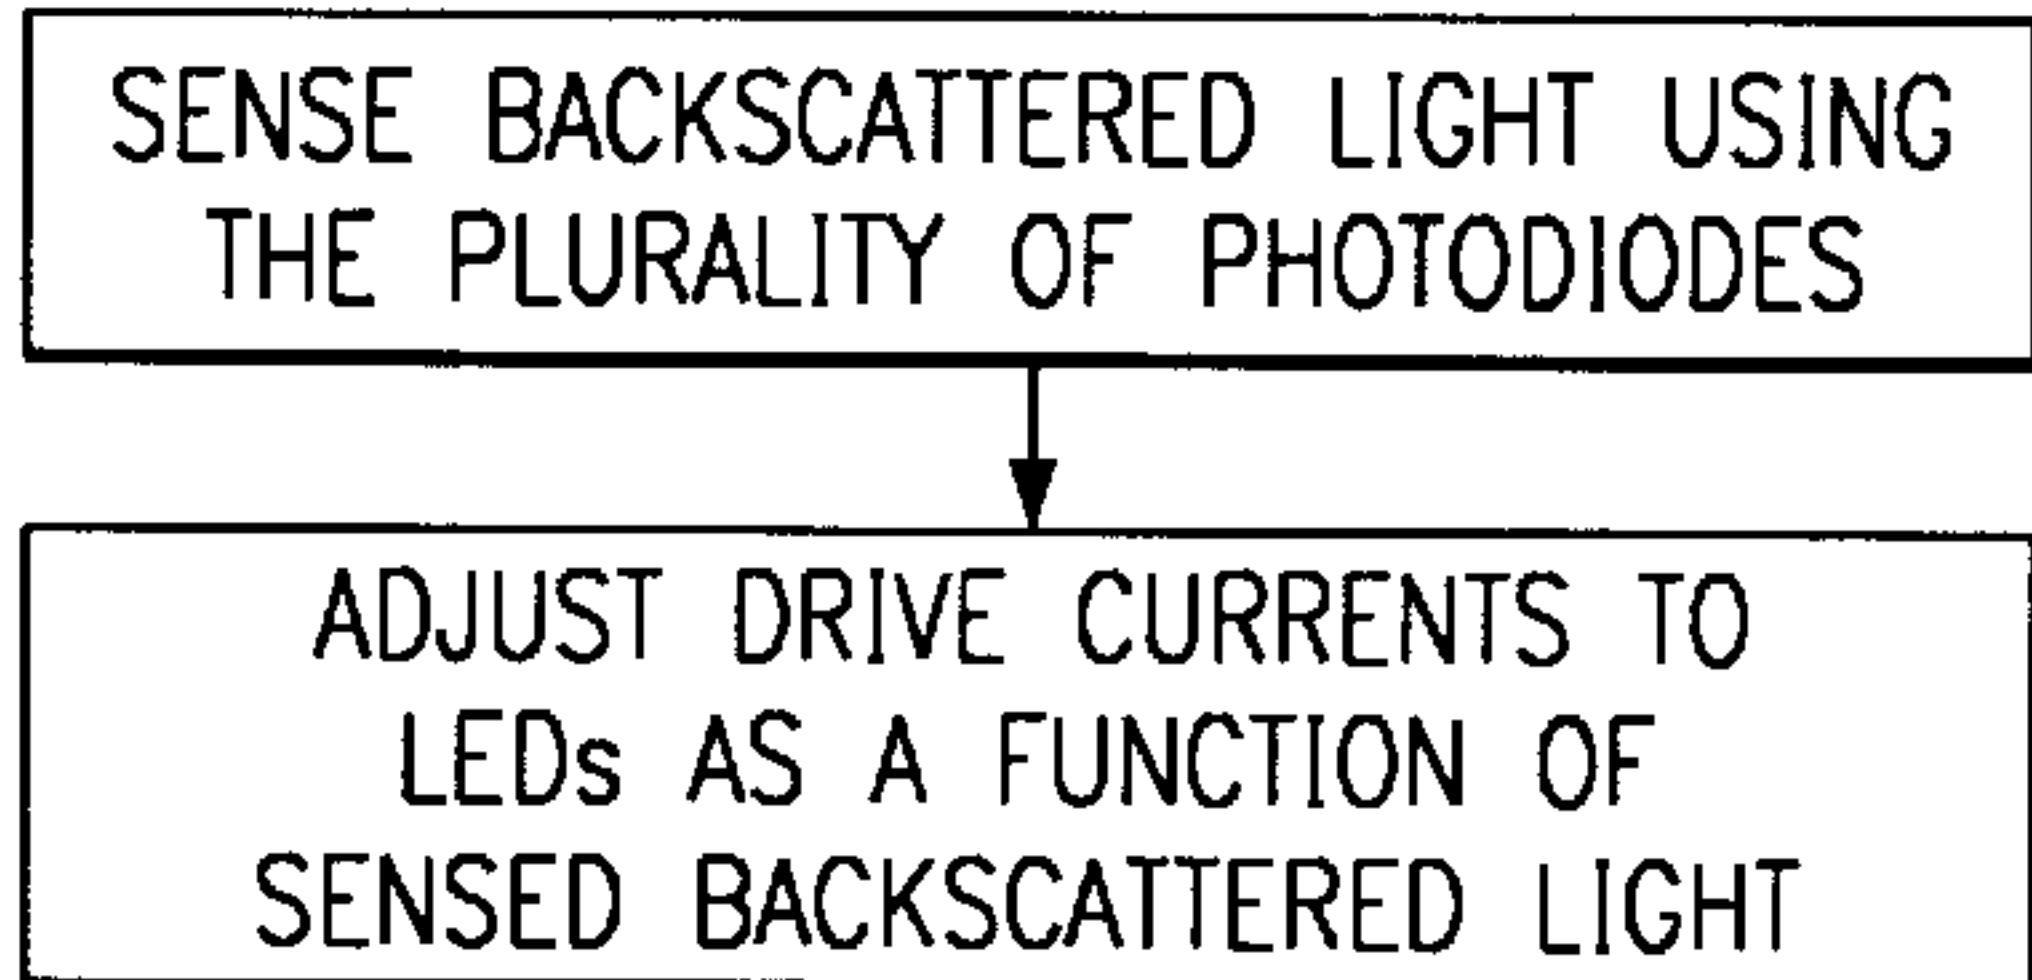 SENSE BACKSCATTERED LIGHT USING
THE PLURALITY OF PHOTODIODES
ADJUST DRIVE CURRENTS TO
LEDs AS A FUNCTION OF
SENSED BACKSCATTERED LIGHT